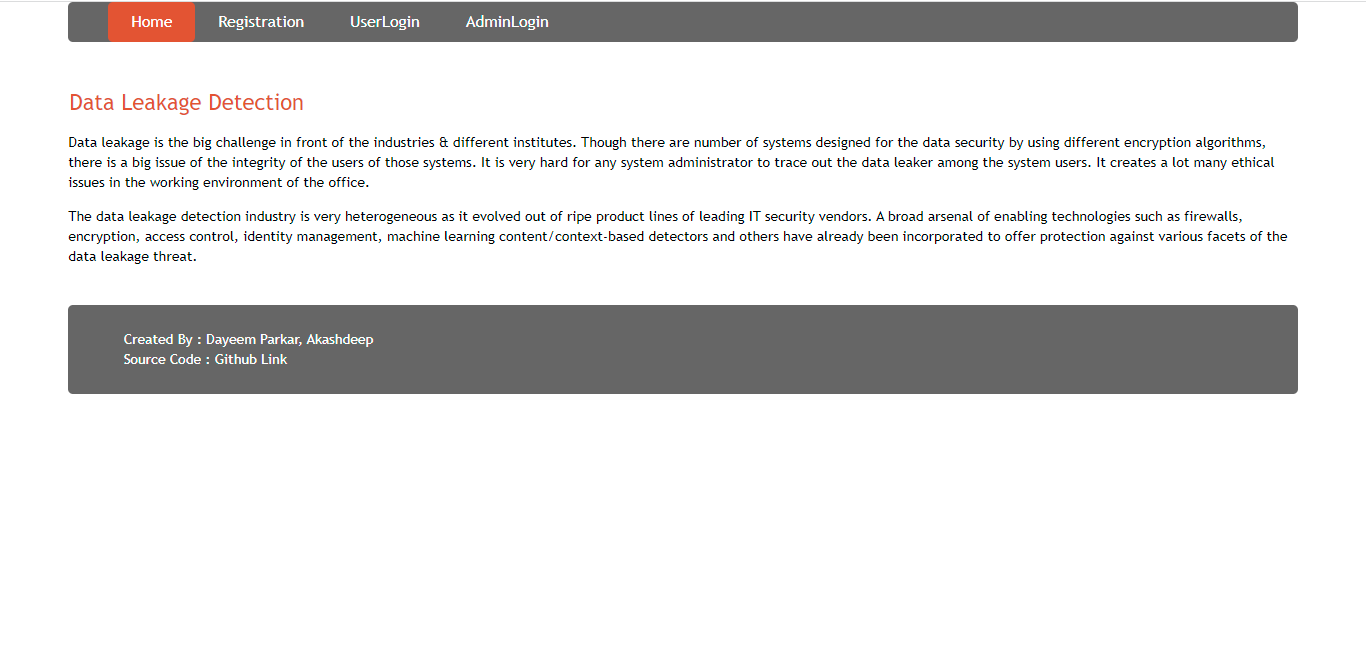 Home Registration UserLogin AdminLogin
Data Leakage Detection
Data leakage is the big challenge in front of the industries & different institutes. Though there are number of systems designed for the data security by using different encryption algorithms,
there is a big issue of the integrity of the users of those systems. It is very hard for any system administrator to trace out the data leaker among the system users. It creates a lot many ethical
issues in the working environment of the office.
The data leakage detection industry is very heterogeneous as it evolved out of ripe product lines of leading IT security vendors. A broad arsenal of enabling technologies such as firewalls,
encryption, access control, identity management, machine learning content/context-based detectors and others have already been incorporated to offer protection against various facets of the
data leakage threat.
Created By : Dayeem Parkar, Akashdeep
Source Code : Github Link